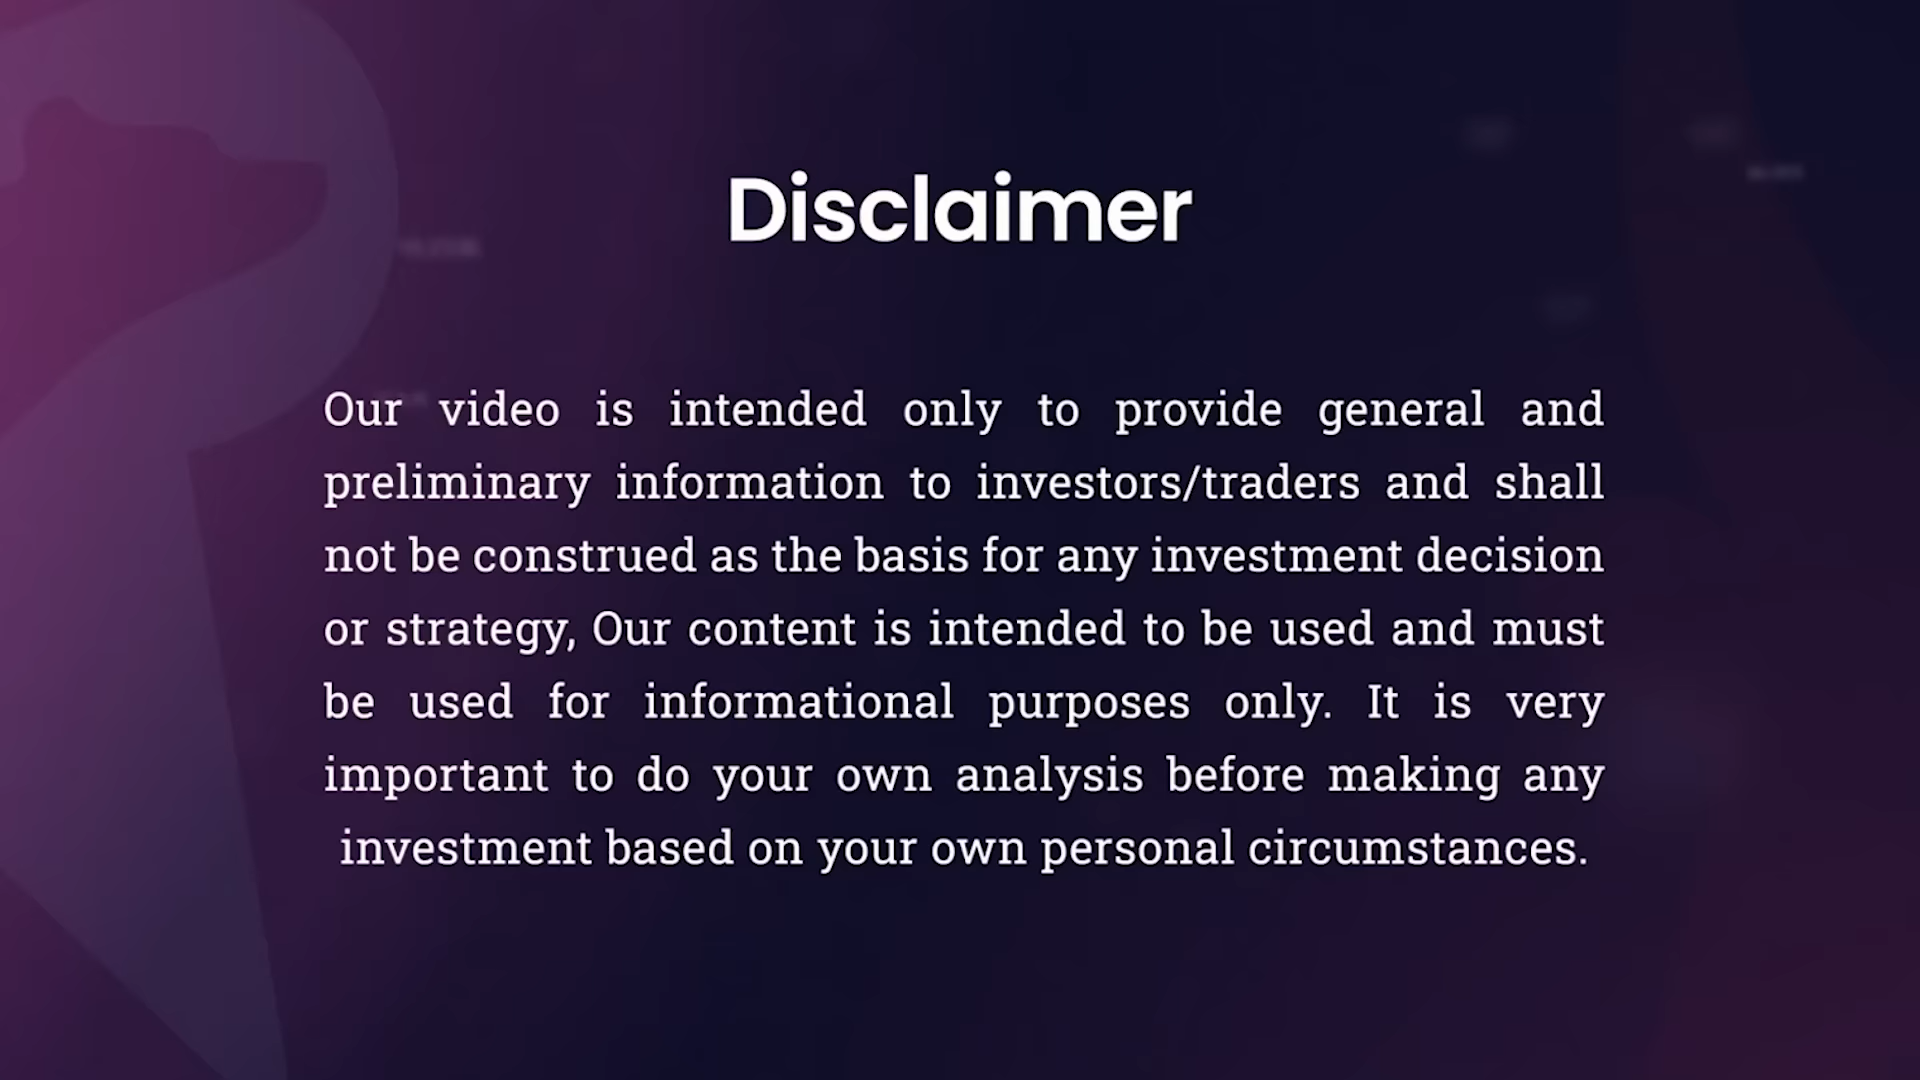 Disclaimer
Our video is intended only to provide general and
preliminary information to investors/traders and shall
not be construed as the basis for any investment decision
or strategy, Our content is intended to be used and must
be used for informational purposes only. It is very
important to do your own analysis before making any
investment based on your own personal circumstances.